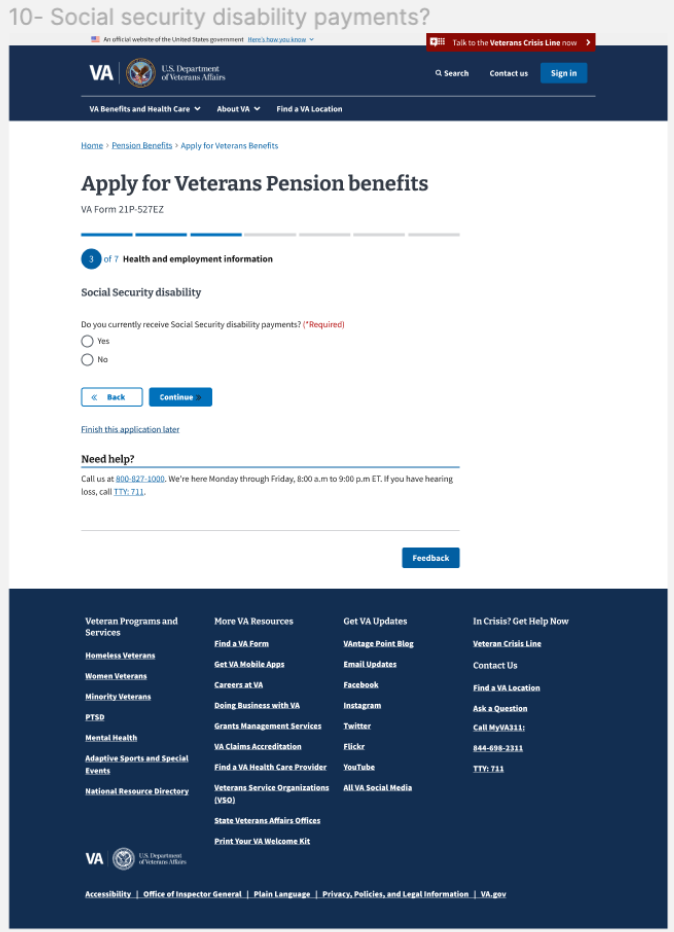 10- Social security disability payments?
An official website of the United States government Here's how you know
Talk to the Veterans Crisis Line now
VA
U.S. Department
of Veterans Affairs
Search
Contact us
Sign in
VA Benefits and Health Care
About VA
Find a VA Location
Home › Pension Benefits › Apply for Veterans Benefits
Apply for Veterans Pension benefits
VA Form 21P-527EZ
3 of 7 Health and employment information
Social Security disability
Do you currently receive Social Security disability payments? (*Required)
Yes
No
« Back
Continue »
Finish this application later
Need help?
Call us at 800-827-1000. We're here Monday through Friday, 8:00 a.m to 9:00 p.m ET. If you have hearing
loss, call TTY: 711.
Feedback
Veteran Programs and
Services
Homeless Veterans
Women Veterans
Minority Veterans
PTSD
Mental Health
Adaptive Sports and Special
Events
National Resource Directory
More VA Resources
Find a VA Form
Get VA Mobile Apps
Careers at VA
Doing Business with VA
Grants Management Services
VA Claims Accreditation
Find a VA Health Care Provider
Veterans Service Organizations
(VSO)
State Veterans Affairs Offices
Print Your VA Welcome Kit
Get VA Updates
VAntage Point Blog
Email Updates
Facebook
Instagram
Twitter
Flickr
YouTube
All VA Social Media
In Crisis? Get Help Now
Veteran Crisis Line
Contact Us
Find a VA Location
Ask a Question
Call MyVA311:
844-698-2311
TTY: 711
VA
U.S. Department
of Veterans Affairs
Accessibility | Office of Inspector General | Plain Language | Privacy, Policies, and Legal Information | VA.gov